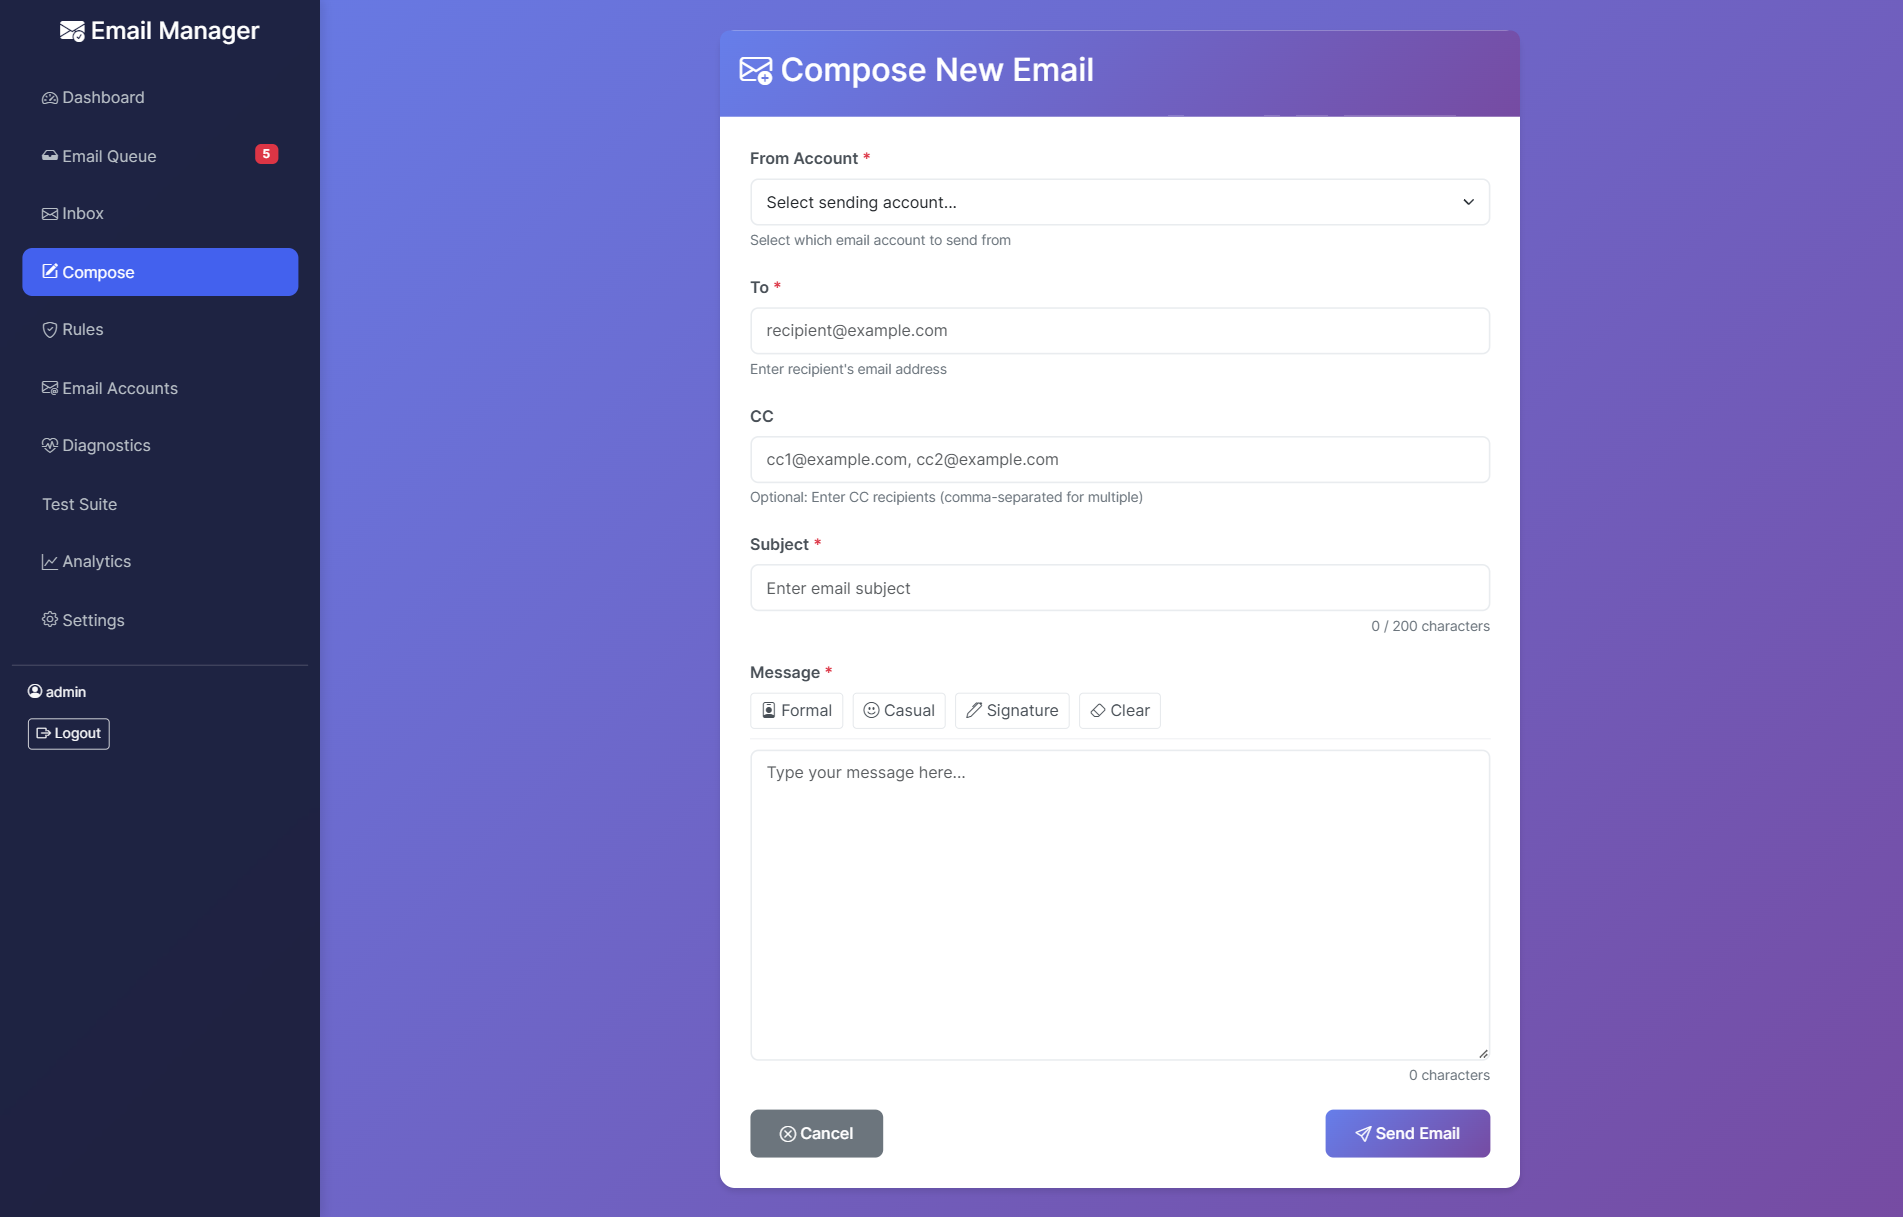 Email Manager
Dashboard
Email Queue 5
Inbox
Compose
Rules
Email Accounts
Diagnostics
Test Suite
Analytics
Settings
admin
Logout
Compose New Email
From Account *
Select sending account...
Select which email account to send from
To *
recipient@example.com
Enter recipient's email address
CC
cc1@example.com, cc2@example.com
Optional: Enter CC recipients (comma-separated for multiple)
Subject *
Enter email subject
0 / 200 characters
Message *
Formal Casual Signature Clear
Type your message here...
0 characters
Cancel Send Email